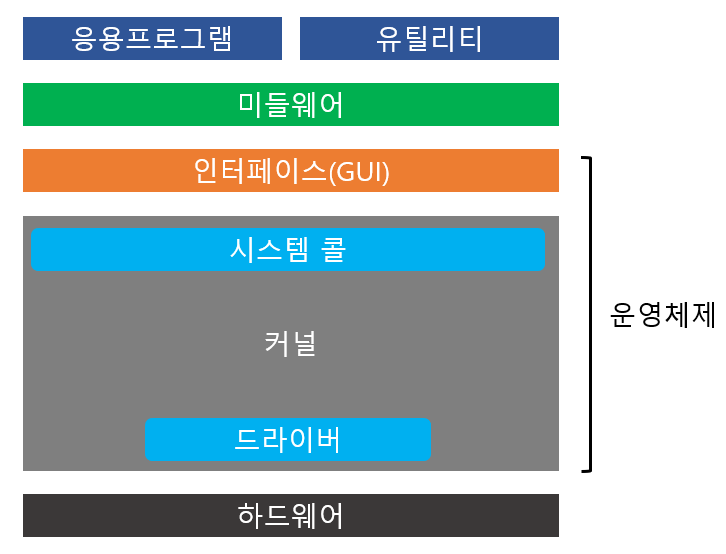 응용프로그램
유틸리티
미들웨어
인터페이스(GUI)
시스템 콜
운영체제
커널
드라이버
하드웨어